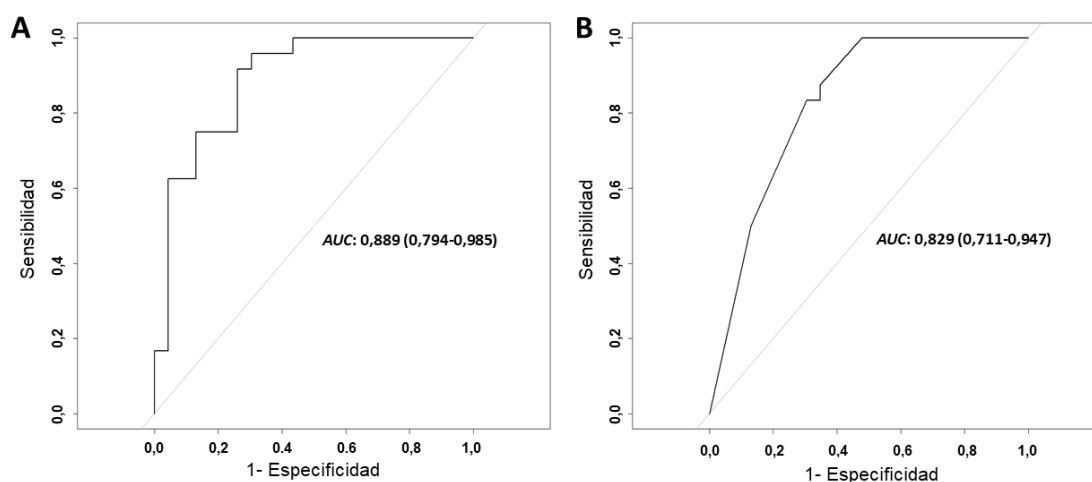 A
Sensibilidad
1,0
0,8
0,6
0,4
0,2
0,0
AUC: 0,889 (0,794-0,985)
0,0 0,2 0,4 0,6 0,8 1,0
1- Especificidad
B
Sensibilidad
1,0
0,8
0,6
0,4
0,2
0,0
AUC: 0,829 (0,711-0,947)
0,0 0,2 0,4 0,6 0,8 1,0
1- Especificidad